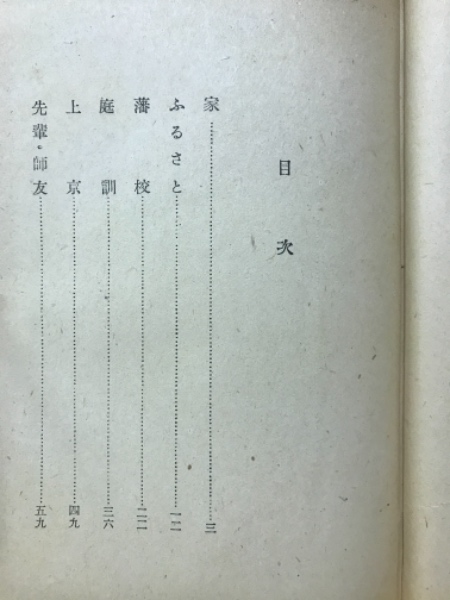 目次
家……三
ふるさと……一二
藩校……二二
庭訓……三六
上京……四九
先輩・師友……五九